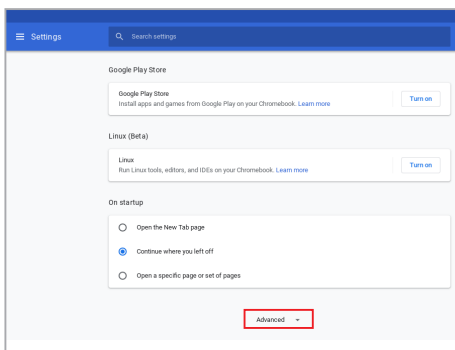 Settings
Search settings
Google Play Store
Google Play Store
Install apps and games from Google Play on your Chromebook. Learn more
Turn on
Linux (Beta)
Linux
Run Linux tools, editors, and IDEs on your Chromebook. Learn more
Turn on
On startup
Open the New Tab page
Continue where you left off
Open a specific page or set of pages
Advanced